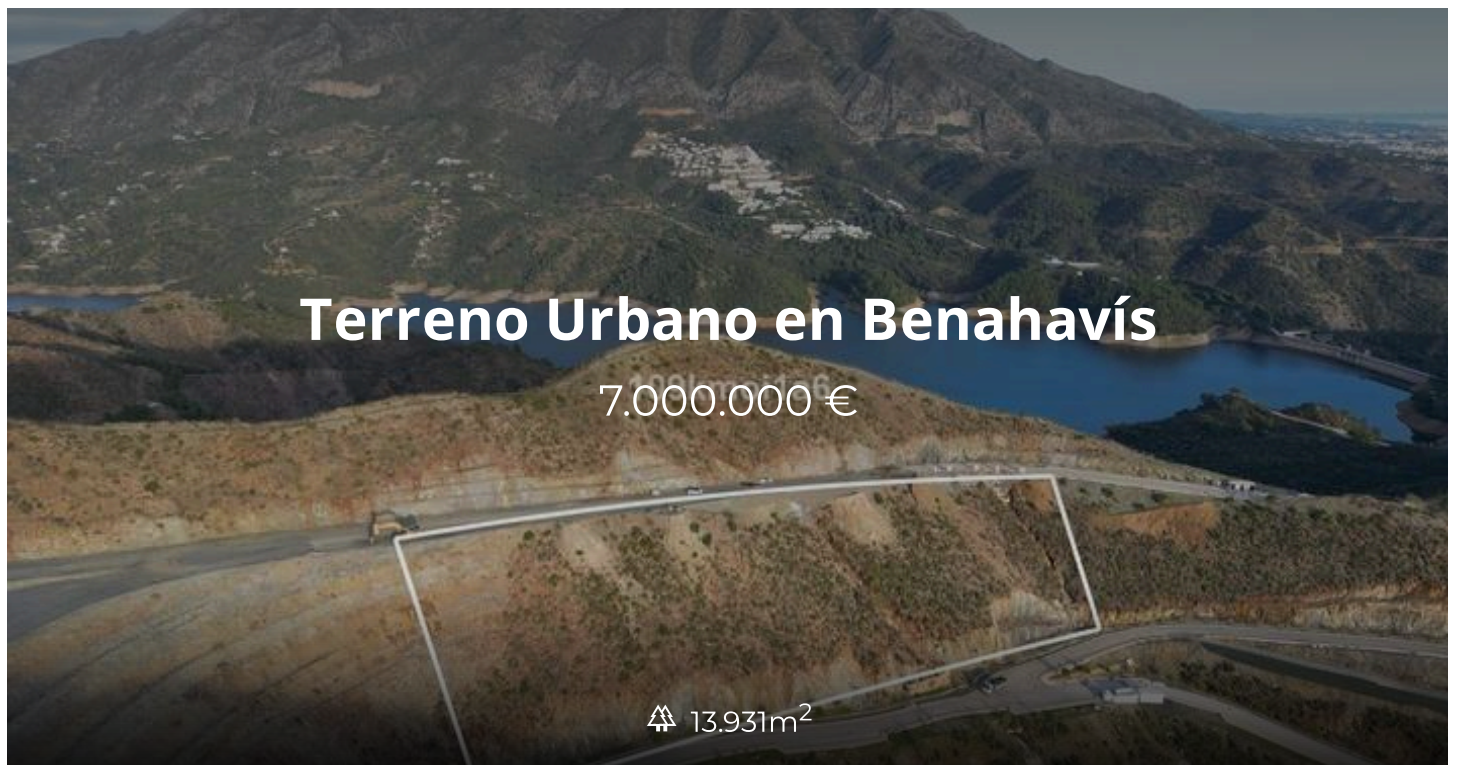 Terreno Urbano en Benahavís
7.000.000 €
13.931m²